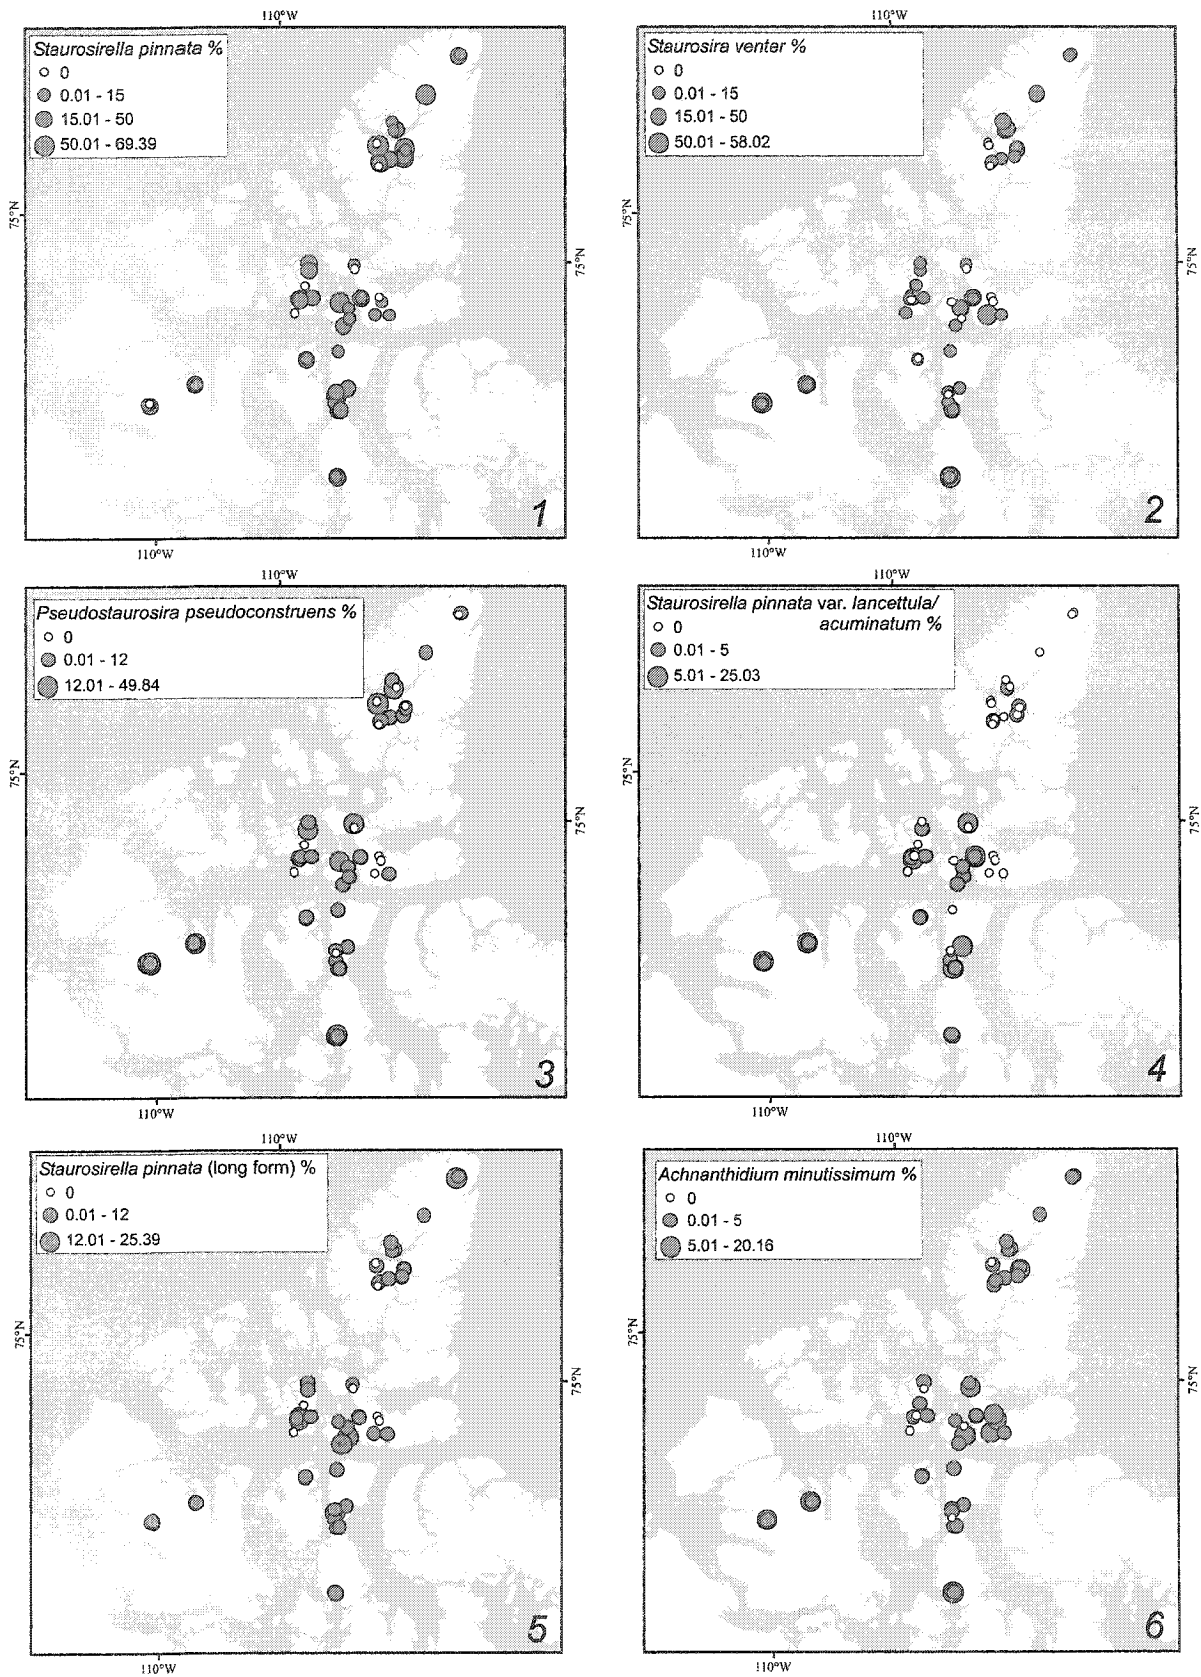 110°W
110°W
Staurosirella pinnata %
0
0.01 - 15
15.01 - 50
50.01 - 69.39
75°N
75°N
1
110°W
Staurosira venter %
0
0.01 - 15
15.01 - 50
50.01 - 58.02
75°N
75°N
2
110°W
110°W
110°W
Pseudostaurosira pseudoconstruens %
0
0.01 - 12
12.01 - 49.84
75°N
75°N
3
110°W
Staurosirella pinnata var. lancettula/
acuminatum %
0
0.01 - 5
5.01 - 25.03
75°N
75°N
4
110°W
110°W
110°W
Staurosirella pinnata (long form) %
0
0.01 - 12
12.01 - 25.39
75°N
75°N
5
110°W
Achnanthidium minutissimum %
0
0.01 - 5
5.01 - 20.16
75°N
75°N
6
110°W